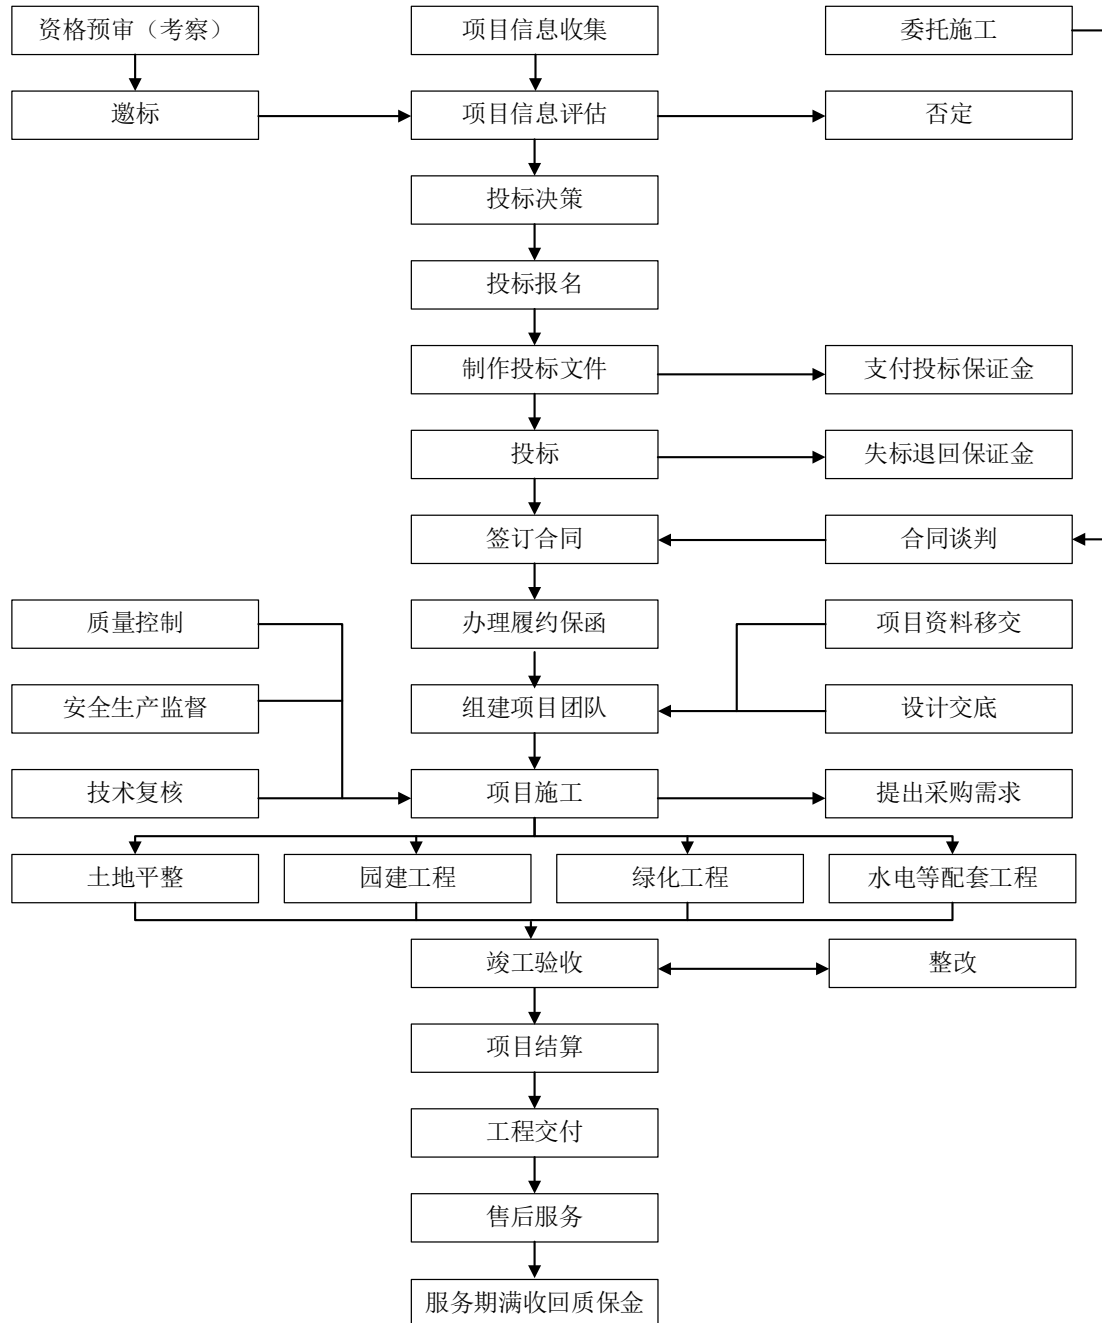 资格预审（考察）
项目信息收集
委托施工
邀标
项目信息评估
否定
投标决策
投标报名
制作投标文件
支付投标保证金
投标
失标退回保证金
签订合同
合同谈判
质量控制
办理履约保函
项目资料移交
安全生产监督
组建项目团队
设计交底
技术复核
项目施工
提出采购需求
土地平整
园建工程
绿化工程
水电等配套工程
竣工验收
整改
项目结算
工程交付
售后服务
服务期满收回质保金